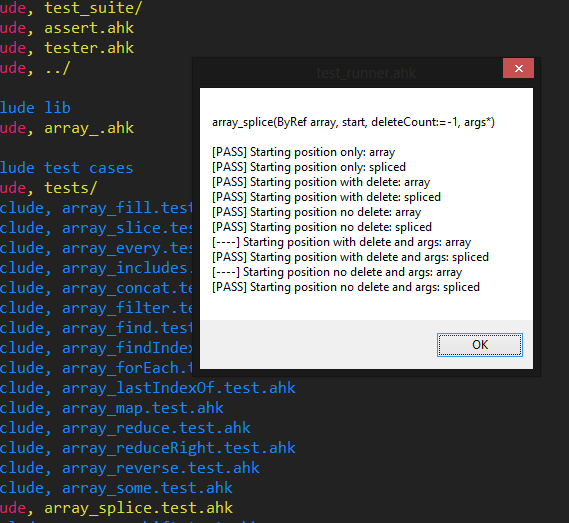 ude, test_suite/
ude, assert.ahk
ude, tester.ahk
ude, ../
lude lib
ude, array_.ahk
lude test cases
ude, tests/
clude, array_fill.test
clude, array_slice.tes
clude, array_every.tes
clude, array_includes.
clude, array_concat.te
clude, array_filter.te
clude, array_find.test
clude, array_findIndex
clude, array_forEach.t
clude, array_lastIndexOf.test.ahk
clude, array_map.test.ahk
clude, array_reduce.test.ahk
clude, array_reduceRight.test.ahk
clude, array_reverse.test.ahk
clude, array_some.test.ahk
ude, array_splice.test.ahk
test_runner.ahk
array_splice(ByRef array, start, deleteCount:=-1, args*)
[PASS] Starting position only: array
[PASS] Starting position only: spliced
[PASS] Starting position with delete: array
[PASS] Starting position with delete: spliced
[PASS] Starting position no delete: array
[PASS] Starting position no delete: spliced
[----] Starting position with delete and args: array
[PASS] Starting position with delete and args: spliced
[----] Starting position no delete and args: array
[PASS] Starting position no delete and args: spliced
OK